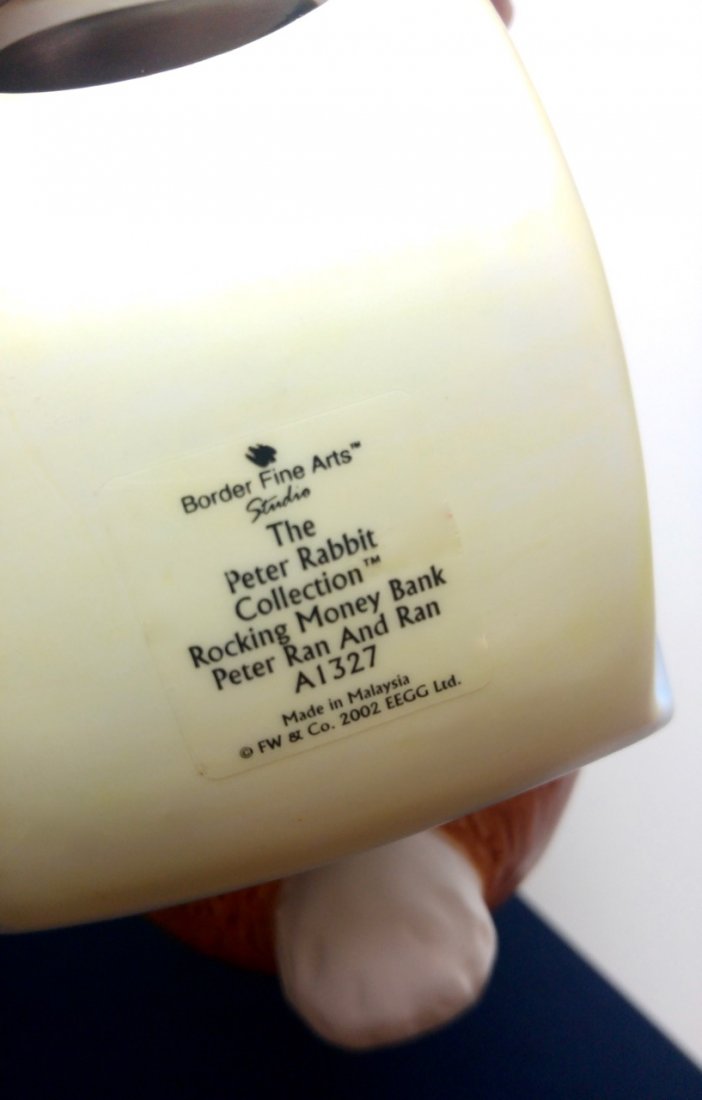 Border Fine Arts™
Studio
The
Peter Rabbit
Collection™
Rocking Money Bank
Peter Ran And Ran
A1327
Made in Malaysia
© FW & Co. 2002 EEGG Ltd.